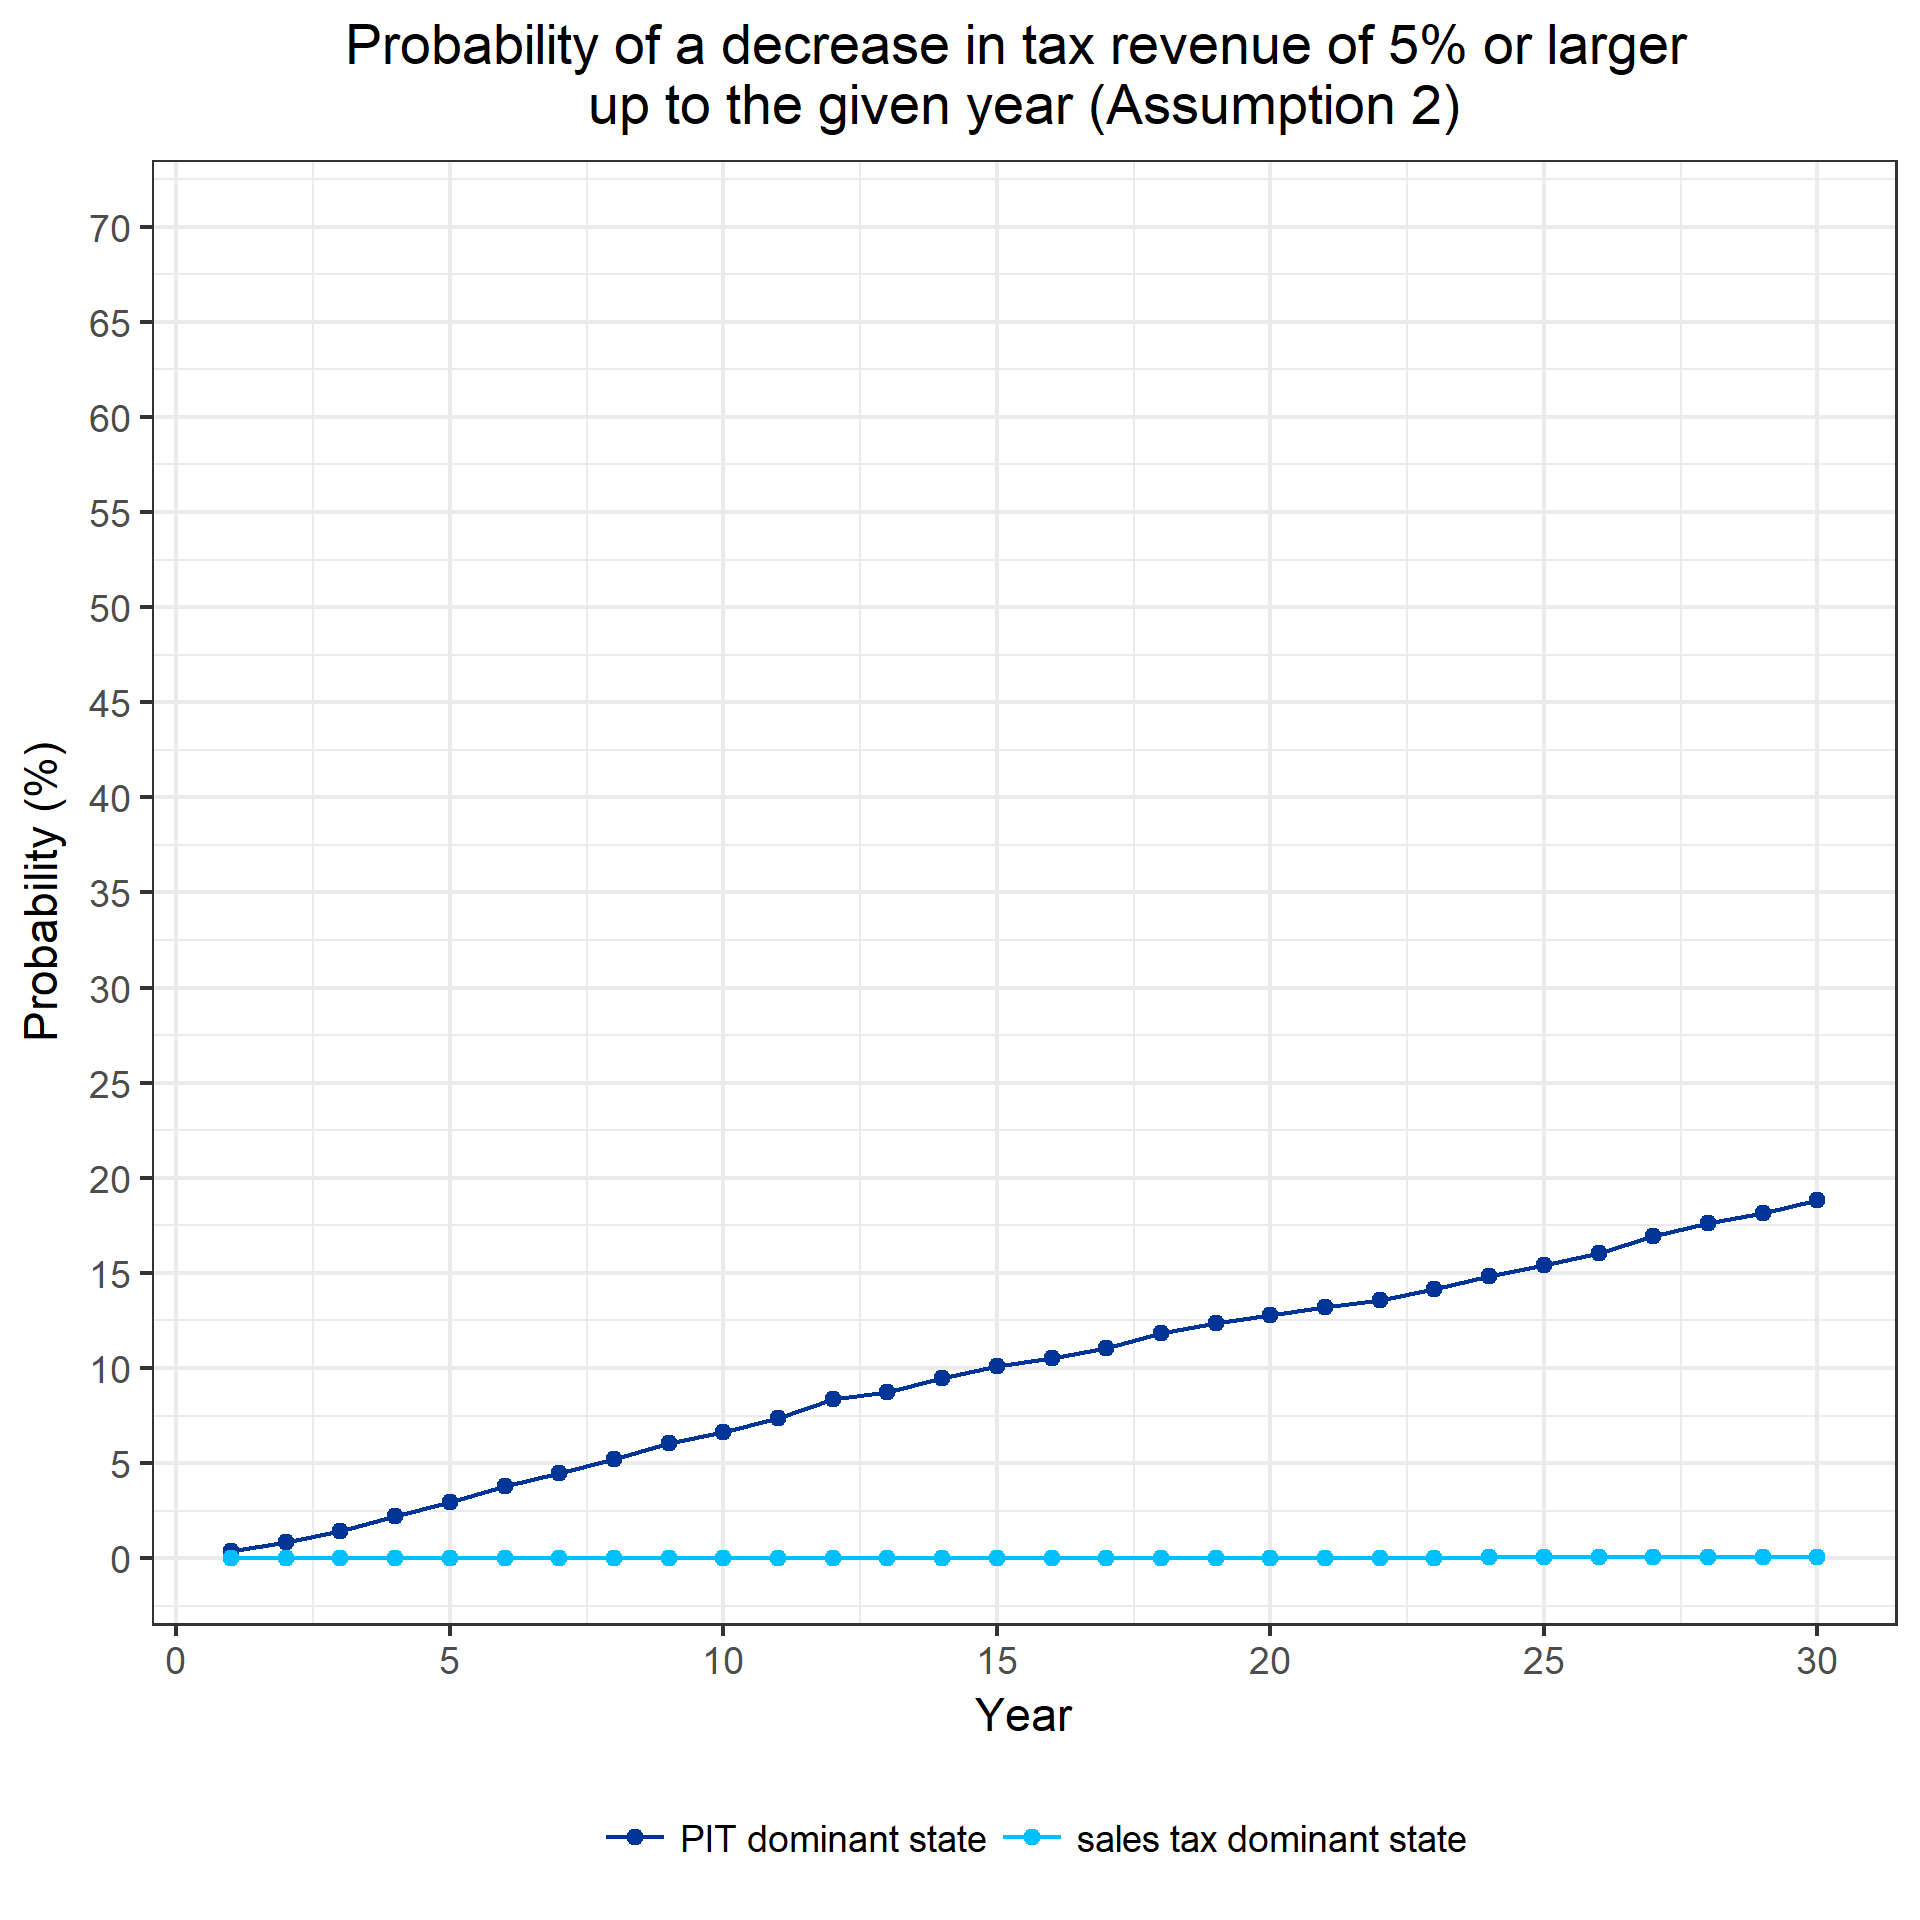 Probability of a decrease in tax revenue of 5% or larger
up to the given year (Assumption 2)
Probability (%)
70
65
60
55
50
45
40
35
30
25
20
15
10
5
0
0 5 10 15 20 25 30
Year
PIT dominant state sales tax dominant state